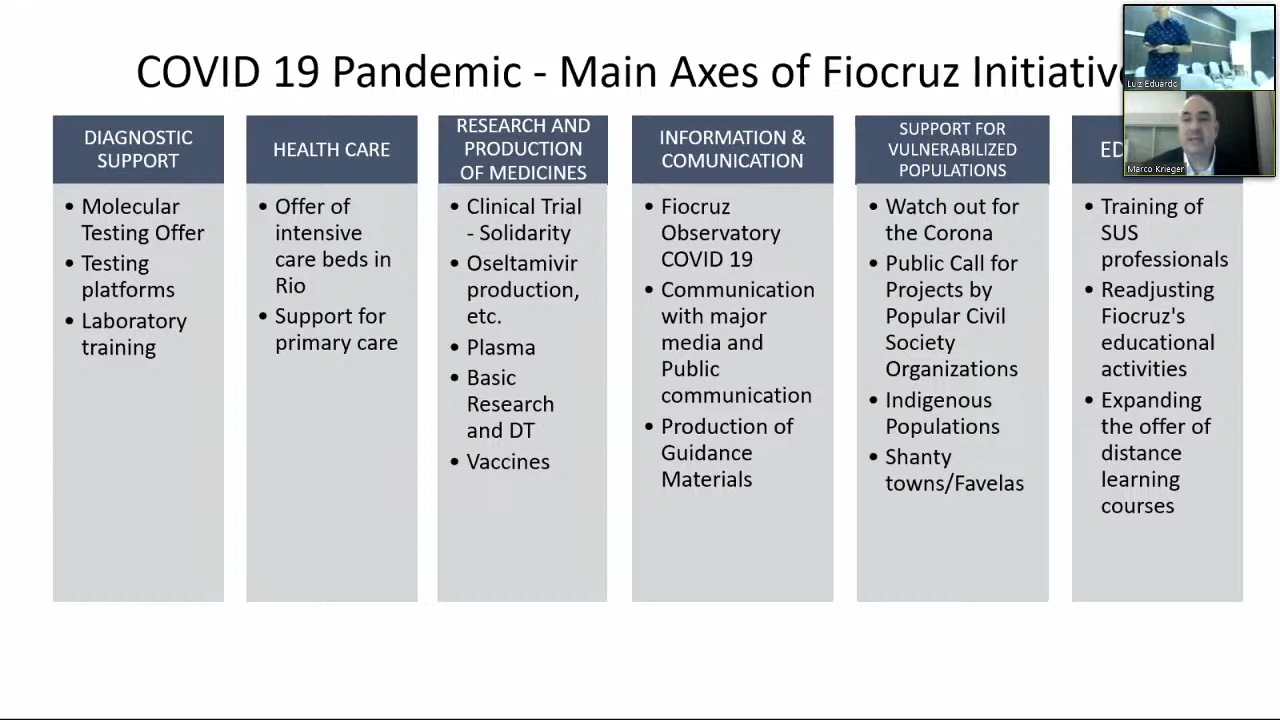 COVID 19 Pandemic - Main Axes of Fiocruz
Luiz Eduardo
Marco Krieger
DIAGNOSTIC
SUPPORT
• Molecular
Testing Offer
• Testing
platforms
• Laboratory
training
HEALTH CARE
• Offer of
intensive
care beds in
Rio
• Support for
primary care
RESEARCH AND
PRODUCTION
OF MEDICINES
• Clinical Trial
- Solidarity
• Oseltamivir
production,
etc.
• Plasma
• Basic
Research
and DT
• Vaccines
INFORMATION &
COMUNICATION
• Fiocruz
Observatory
COVID 19
• Communication
with major
media and
Public
communication
• Production of
Guidance
Materials
SUPPORT FOR
VULNERABILIZED
POPULATIONS
• Watch out for
the Corona
• Public Call for
Projects by
Popular Civil
Society
Organizations
• Indigenous
Populations
• Shanty
towns/Favelas
• Training of
SUS
professionals
• Readjusting
Fiocruz's
educational
activities
• Expanding
the offer of
distance
learning
courses